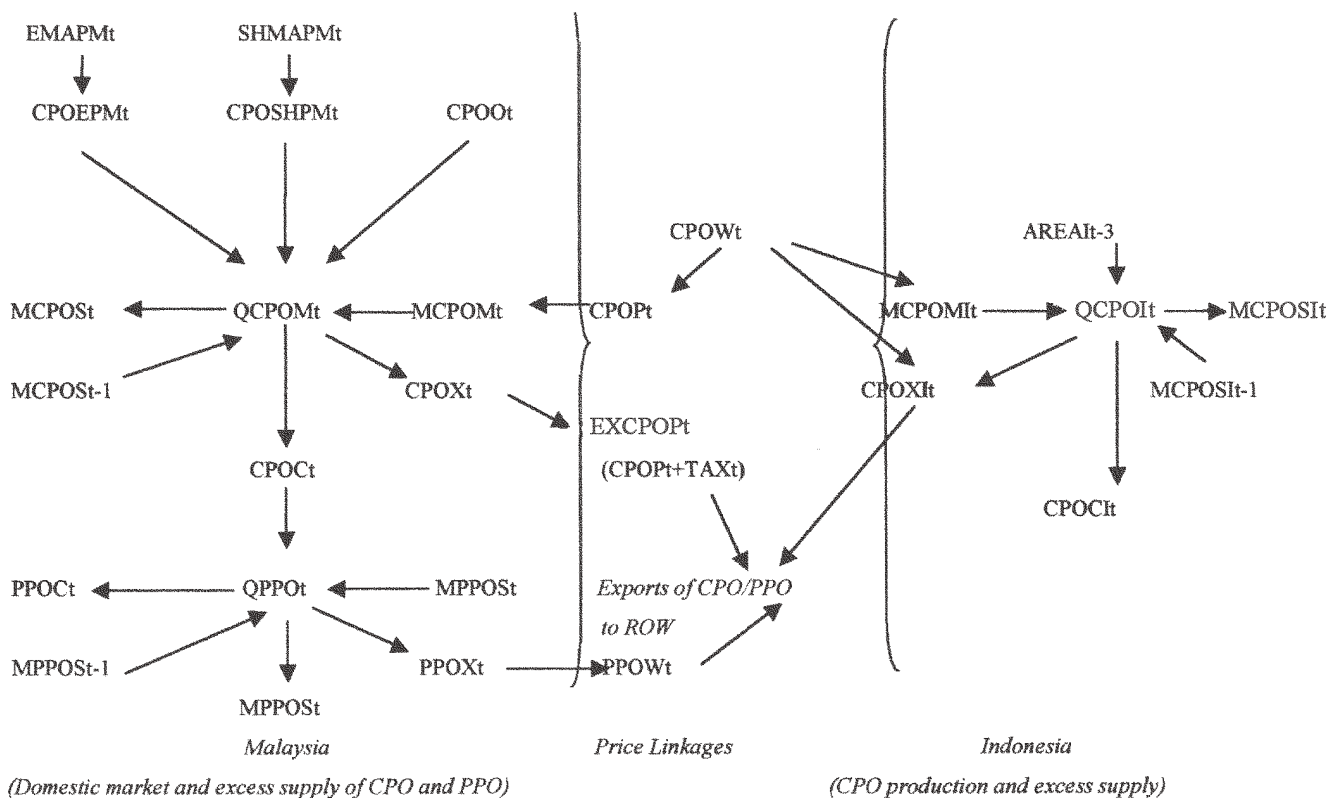 EMAPMt SHMAPMt
CPOEPMt CPOSHPMt CPOOt
CPOWt AREAIt-3
MCPOSt QCPOMt MCPOMt CPOPt MCPOMIt QCPOIt MCPOSIt
MCPOSt-1 CPOXt CPOXIt MCPOSIt-1
EXCPOPt
CPOCt (CPOPt+TAXt)
CPOCIt
PPOCt QPPOt MPPOSt Exports of CPO/PPO
to ROW
MPPOSt-1 PPOXt PPOWt
MPPOSt
Malaysia Price Linkages Indonesia
(Domestic market and excess supply of CPO and PPO) (CPO production and excess supply)